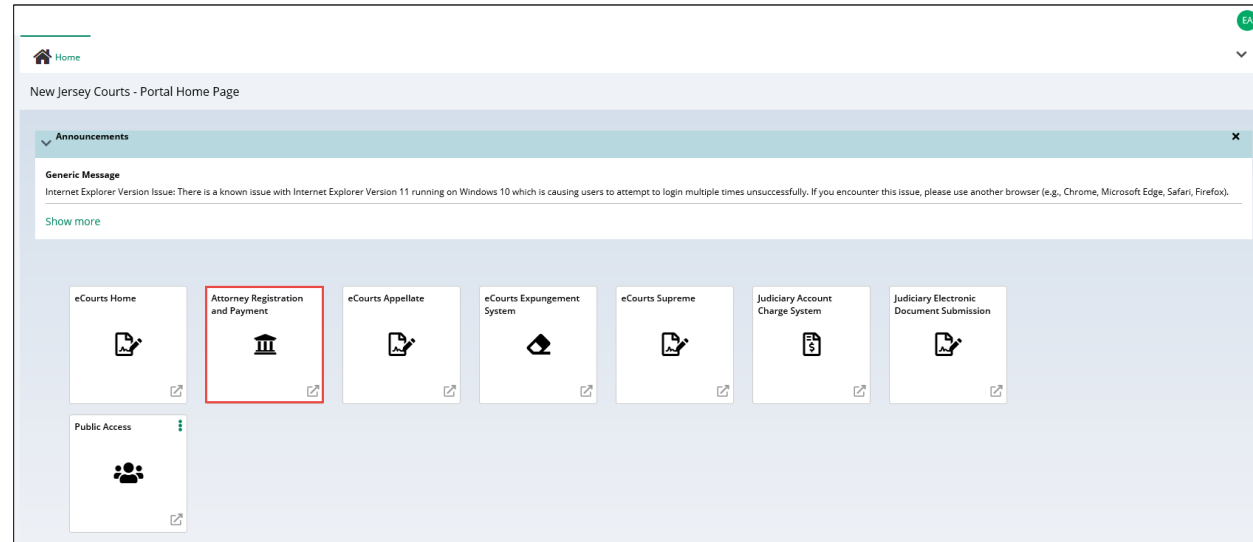 EA
Home
New Jersey Courts - Portal Home Page
Announcements
Generic Message
Internet Explorer Version Issue: There is a known issue with Internet Explorer Version 11 running on Windows 10 which is causing users to attempt to login multiple times unsuccessfully. If you encounter this issue, please use another browser (e.g., Chrome, Microsoft Edge, Safari, Firefox).
Show more
eCourts Home
Attorney Registration
and Payment
eCourts Appellate
eCourts Expungement
System
eCourts Supreme
Judiciary Account
Charge System
Judiciary Electronic
Document Submission
Public Access